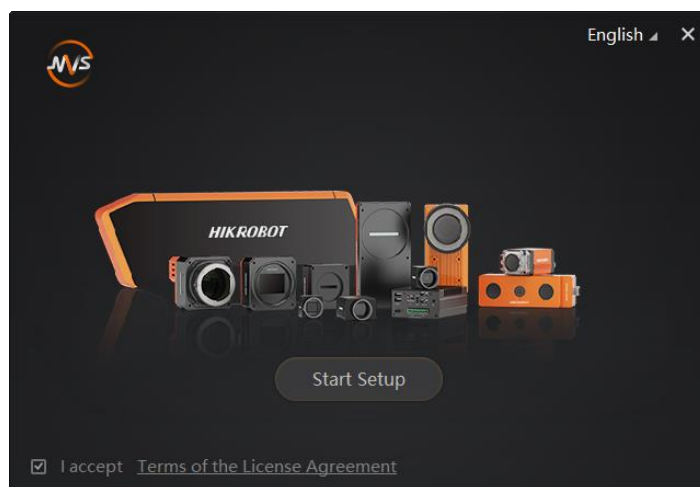 English
MVS
HIKROBOT
Start Setup
I accept Terms of the License Agreement